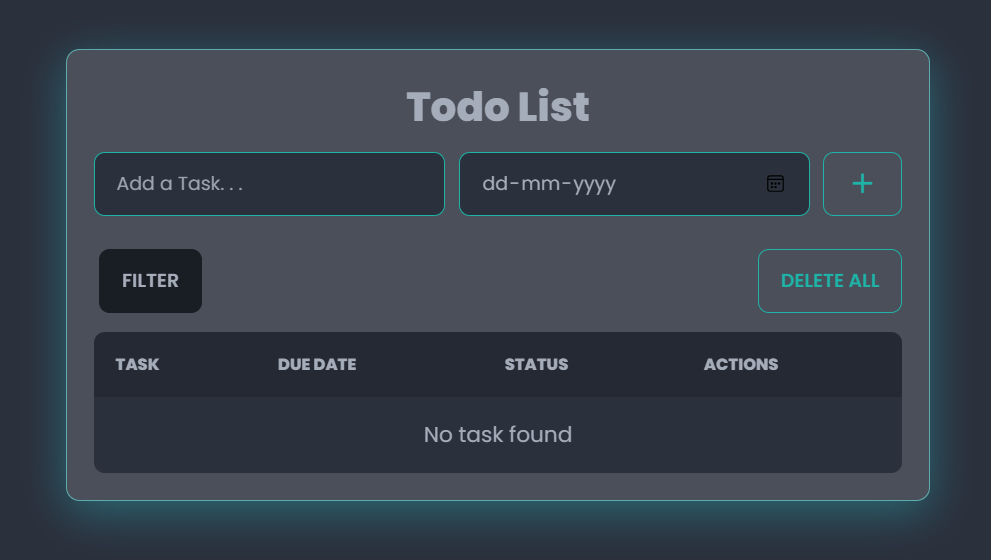 Todo List
Add a Task. . . dd-mm-yyyy +
FILTER DELETE ALL
TASK DUE DATE STATUS ACTIONS
No task found